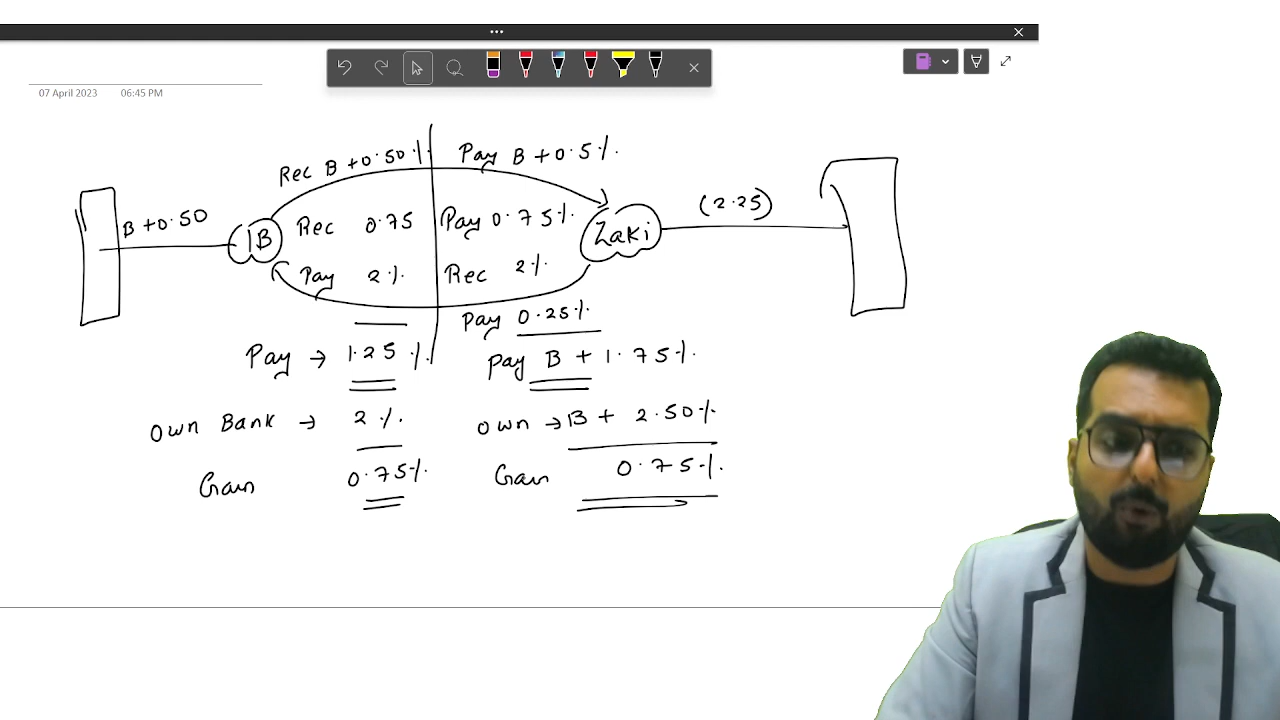 07 April 2023 06:45 PM
Rec B +0.50% Pay B + 0.5%.
B +0.50 (2.25)
IB Rec 0.75 Pay 0.75%. Zaki
Pay 2%. Rec 2%.
Pay 0.25%.
Pay → 1.25%. Pay B + 1.75%.
Own Bank → 2%. Own → B + 2.50%.
Gain 0.75%. Gain 0.75%.